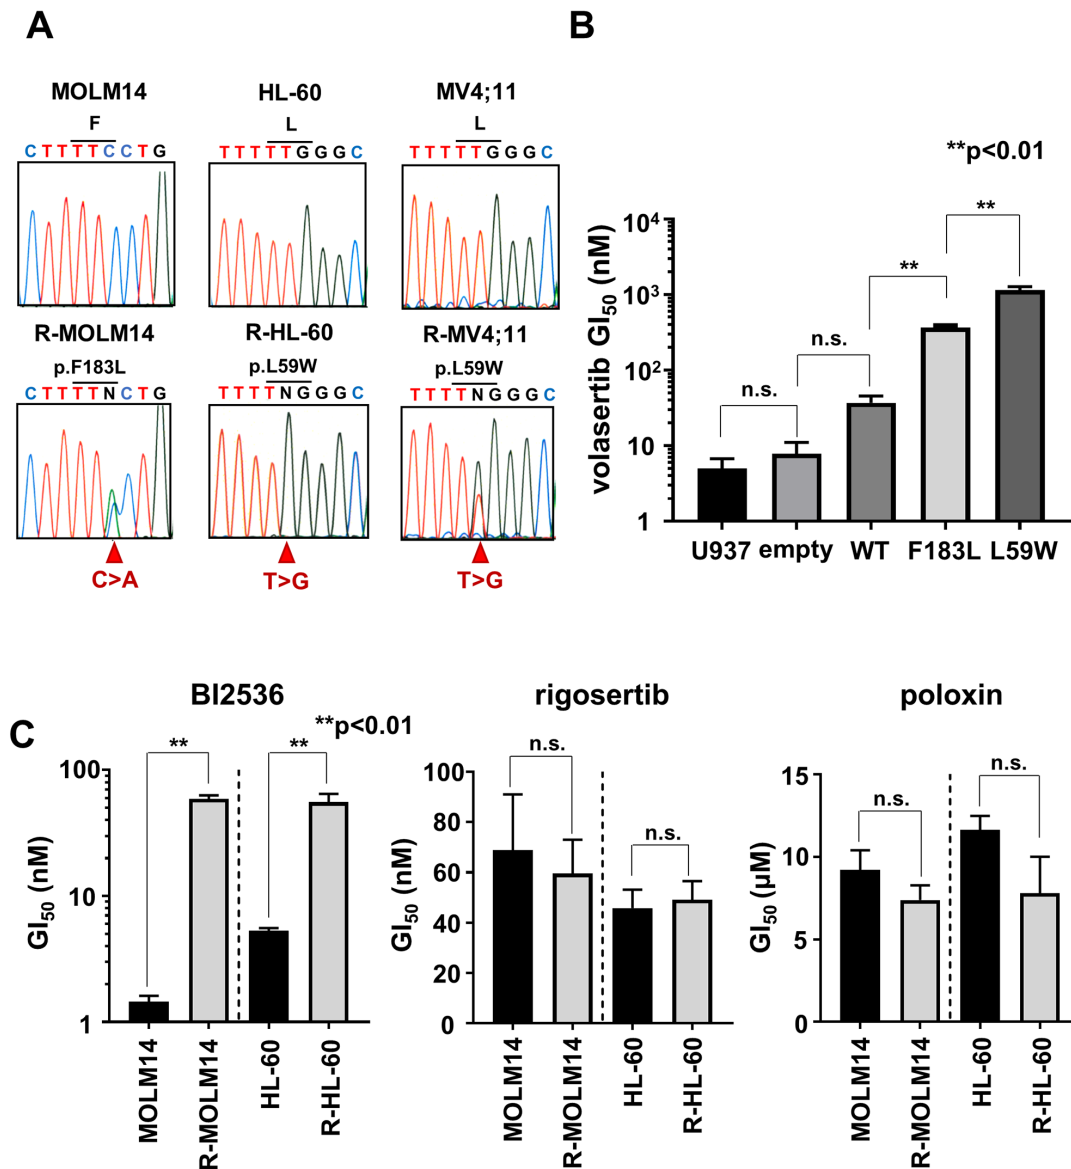 A
MOLM14
F
CTTTTCCTG
HL-60
L
TTTTTGGGC
MV4;11
L
TTTTTGGGC
R-MOLM14
p.F183L
CTTTTNCTG
C>A
R-HL-60
p.L59W
TTTTNGGGC
T>G
R-MV4;11
p.L59W
TTTTNGGGC
T>G
B
**p<0.01
volasertib GI50 (nM)
10⁴
10³
10²
10
1
n.s.
n.s.
**
**
U937
empty
WT
F183L
L59W
C
BI2536
**p<0.01
GI50 (nM)
100
10
1
**
**
MOLM14
R-MOLM14
HL-60
R-HL-60
rigosertib
GI50 (nM)
100
80
60
40
20
0
n.s.
n.s.
MOLM14
R-MOLM14
HL-60
R-HL-60
poloxin
GI50 (µM)
15
10
5
0
n.s.
n.s.
MOLM14
R-MOLM14
HL-60
R-HL-60